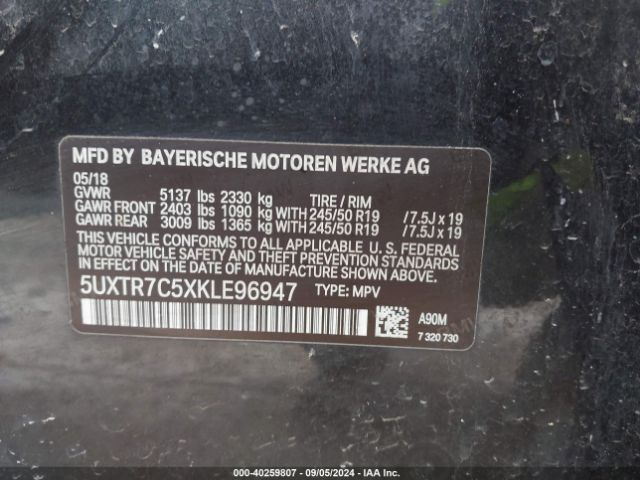 MFD BY BAYERISCHE MOTOREN WERKE AG
05/18
GVWR 5137 lbs 2330 kg TIRE / RIM
GAWR FRONT 2403 lbs 1090 kg WITH 245/50 R19 /7.5J x 19
GAWR REAR 3009 lbs 1365 kg WITH 245/50 R19 /7.5J x 19
THIS VEHICLE CONFORMS TO ALL APPLICABLE U. S. FEDERAL
MOTOR VEHICLE SAFETY AND THEFT PREVENTION STANDARDS
IN EFFECT ON THE DATE OF MANUFACTURE SHOWN ABOVE.
5UXTR7C5XKLE96947 TYPE: MPV
A90M
7 320 730
000-40259807 - 09/05/2024 - IAA Inc.